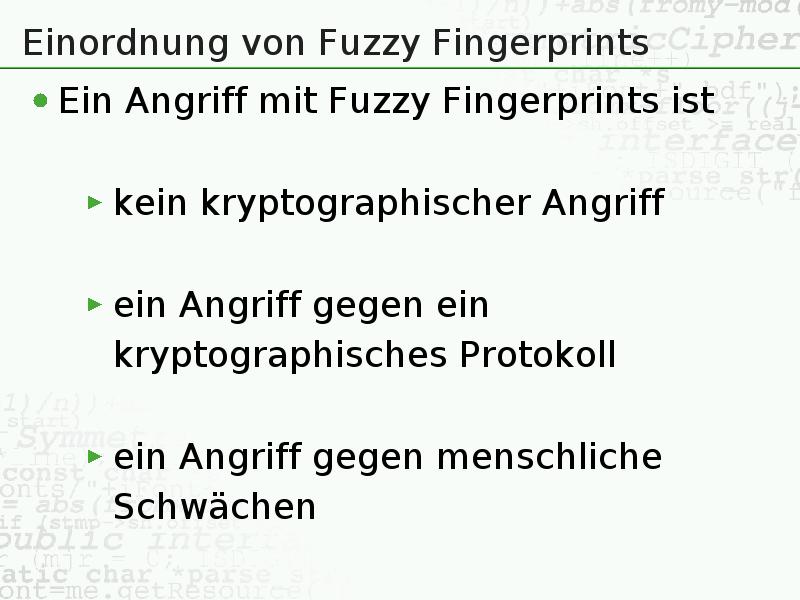 Einordnung von Fuzzy Fingerprints
Ein Angriff mit Fuzzy Fingerprints ist
kein kryptographischer Angriff
ein Angriff gegen ein
kryptographisches Protokoll
ein Angriff gegen menschliche
Schwächen